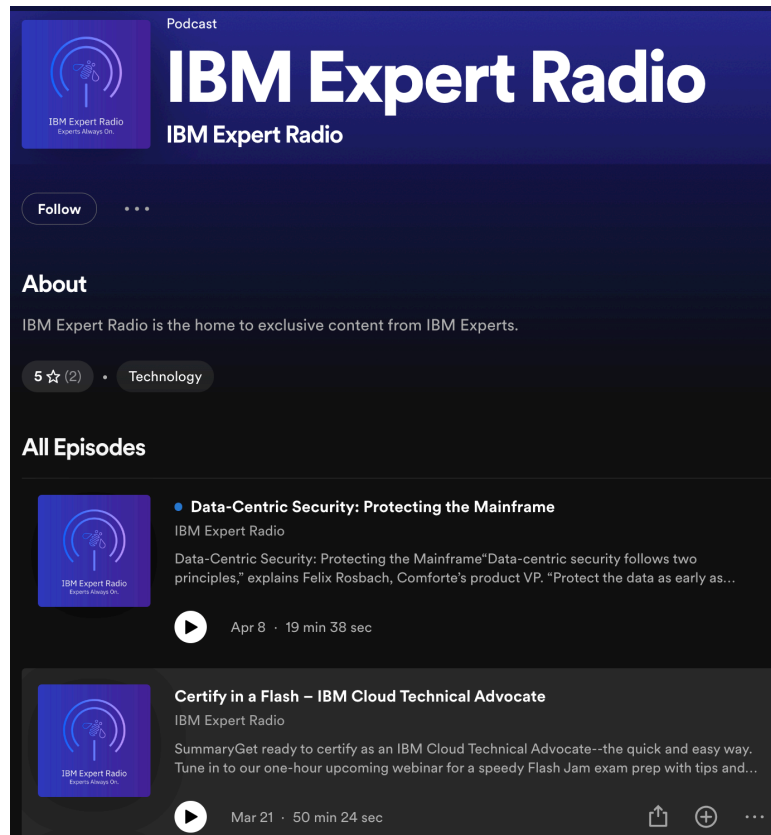 Podcast
IBM Expert Radio
IBM Expert Radio
IBM Expert Radio
Experts Always On.
Follow
About
IBM Expert Radio is the home to exclusive content from IBM Experts.
5 (2) • Technology
All Episodes
Data-Centric Security: Protecting the Mainframe
IBM Expert Radio
Data-Centric Security: Protecting the Mainframe“Data-centric security follows two
principles,” explains Felix Rosbach, Comforte’s product VP. “Protect the data as early as...
IBM Expert Radio
Experts Always On.
Apr 8 · 19 min 38 sec
Certify in a Flash – IBM Cloud Technical Advocate
IBM Expert Radio
SummaryGet ready to certify as an IBM Cloud Technical Advocate--the quick and easy way.
Tune in to our one-hour upcoming webinar for a speedy Flash Jam exam prep with tips and...
IBM Expert Radio
Experts Always On.
Mar 21 · 50 min 24 sec